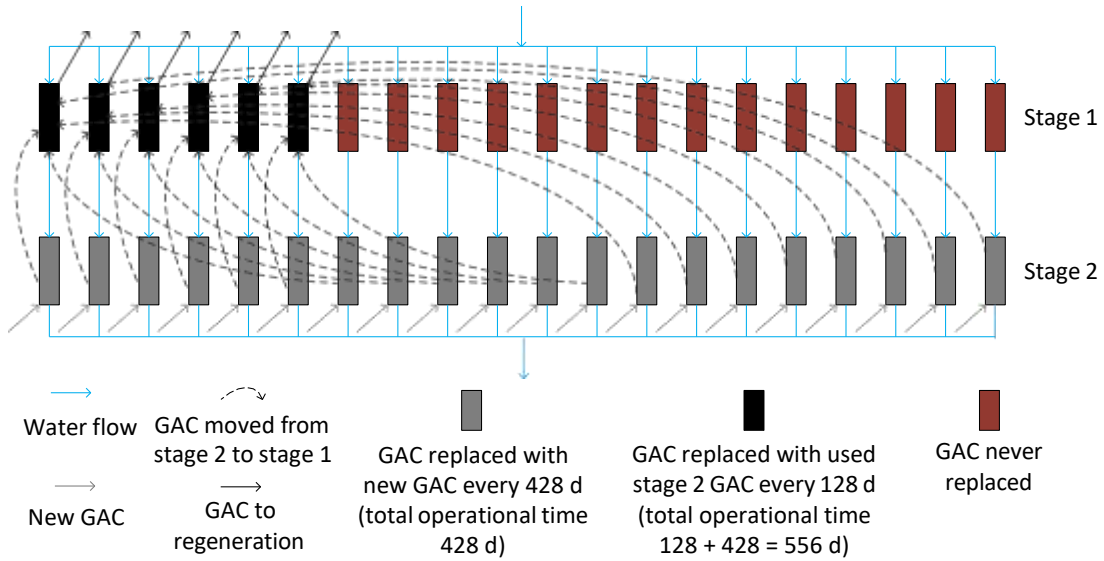 Stage 1
Stage 2
Water flow
GAC moved from
stage 2 to stage 1
New GAC
GAC to
regeneration
GAC replaced with
new GAC every 428 d
(total operational time
428 d)
GAC replaced with used
stage 2 GAC every 128 d
(total operational time
128 + 428 = 556 d)
GAC never
replaced